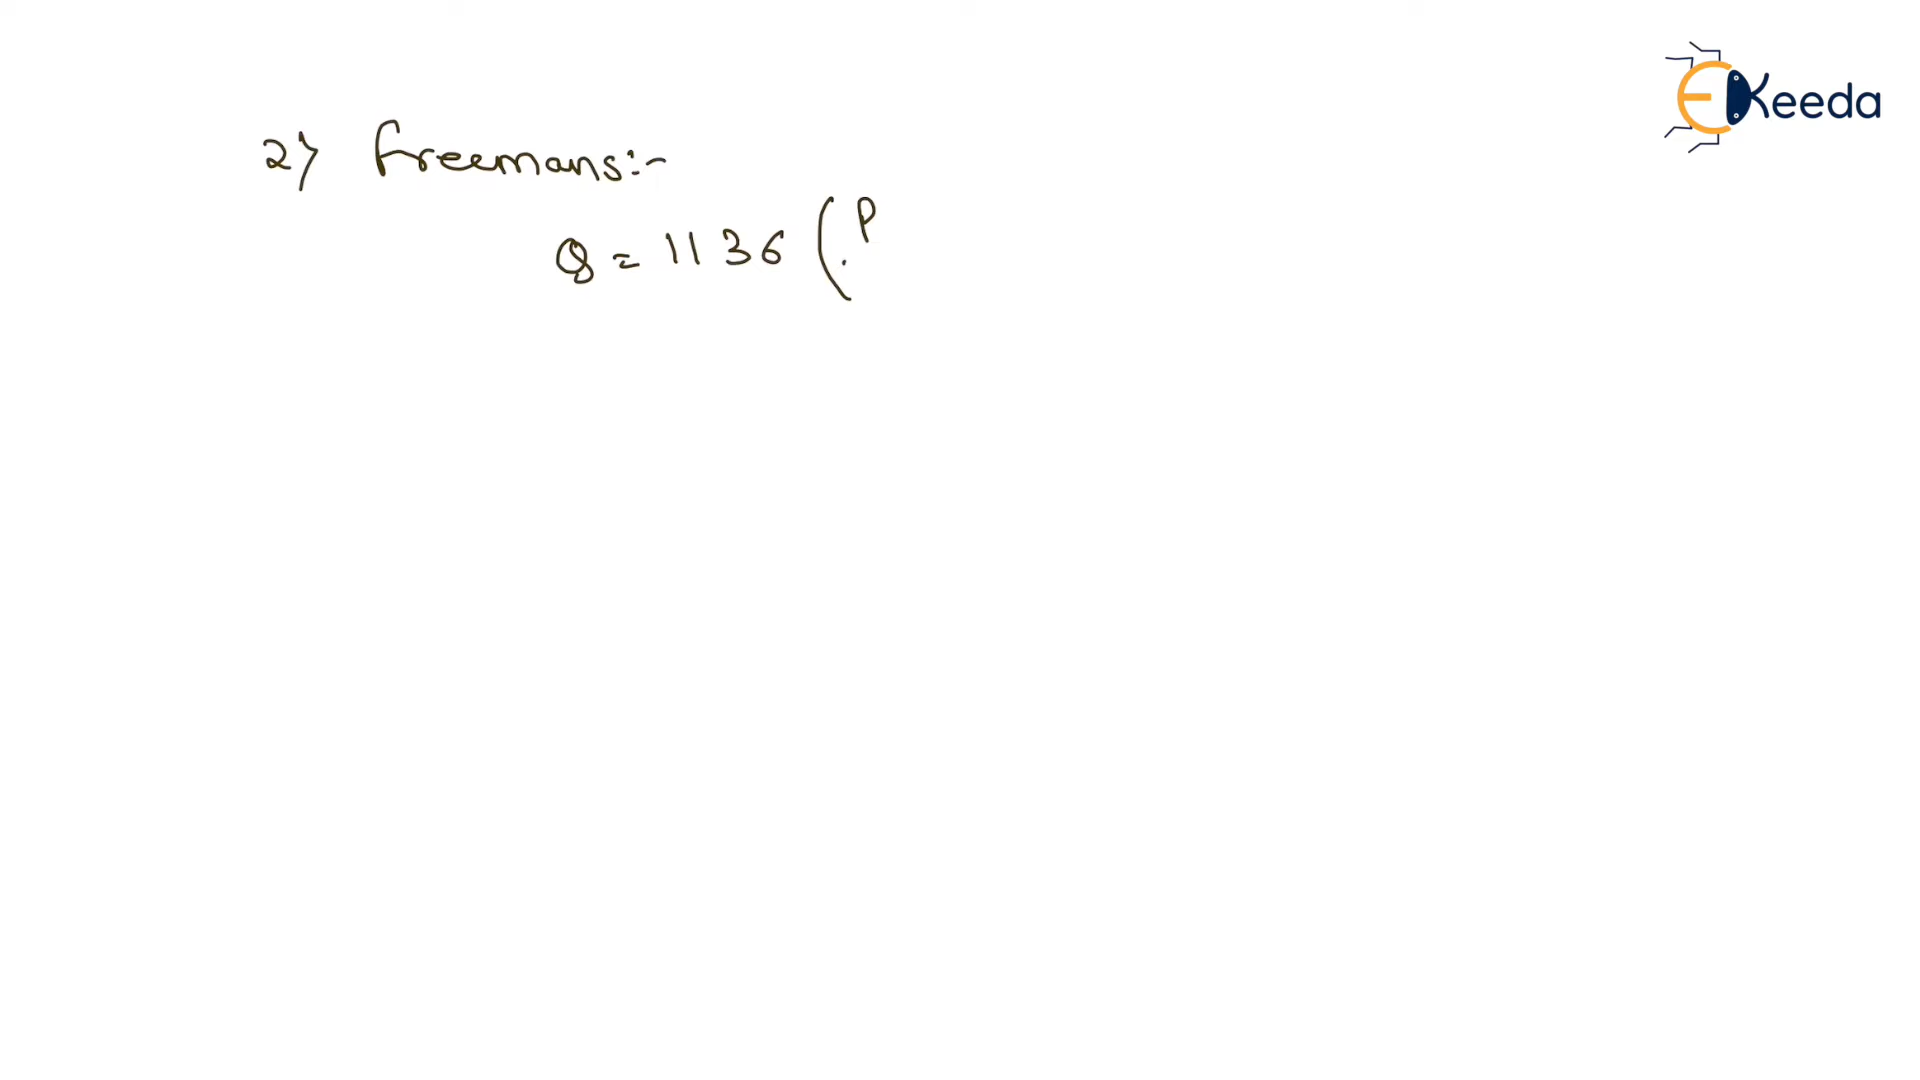 EKeeda
2) Freemans:-
Q = 1136 (P